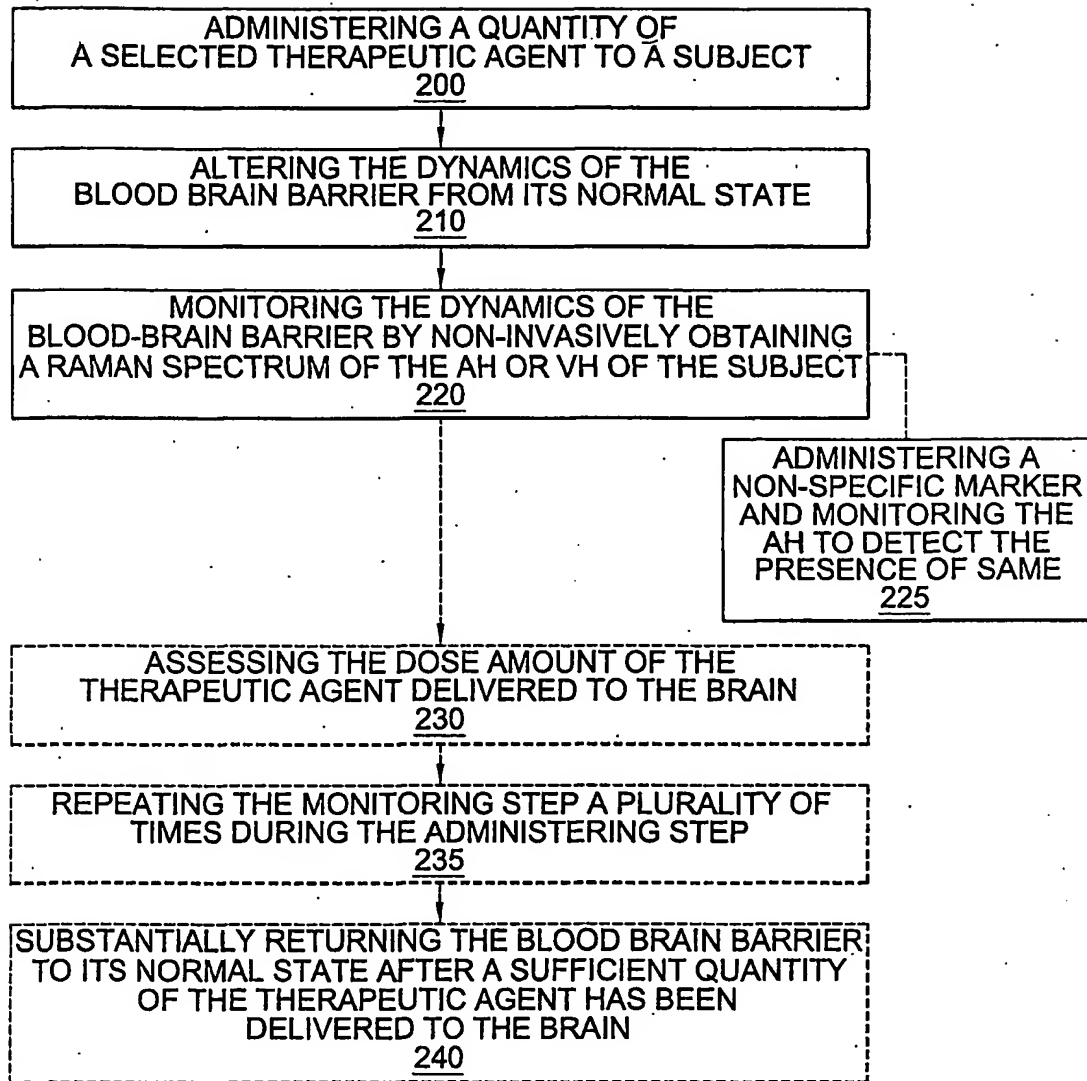 ADMINISTERING A QUANTITY OF
A SELECTED THERAPEUTIC AGENT TO A SUBJECT
200
ALTERING THE DYNAMICS OF THE
BLOOD BRAIN BARRIER FROM ITS NORMAL STATE
210
MONITORING THE DYNAMICS OF THE
BLOOD-BRAIN BARRIER BY NON-INVASIVELY OBTAINING
A RAMAN SPECTRUM OF THE AH OR VH OF THE SUBJECT
220
ADMINISTERING A
NON-SPECIFIC MARKER
AND MONITORING THE
AH TO DETECT THE
PRESENCE OF SAME
225
ASSESSING THE DOSE AMOUNT OF THE
THERAPEUTIC AGENT DELIVERED TO THE BRAIN
230
REPEATING THE MONITORING STEP A PLURALITY OF
TIMES DURING THE ADMINISTERING STEP
235
SUBSTANTIALLY RETURNING THE BLOOD BRAIN BARRIER
TO ITS NORMAL STATE AFTER A SUFFICIENT QUANTITY
OF THE THERAPEUTIC AGENT HAS BEEN
DELIVERED TO THE BRAIN
240